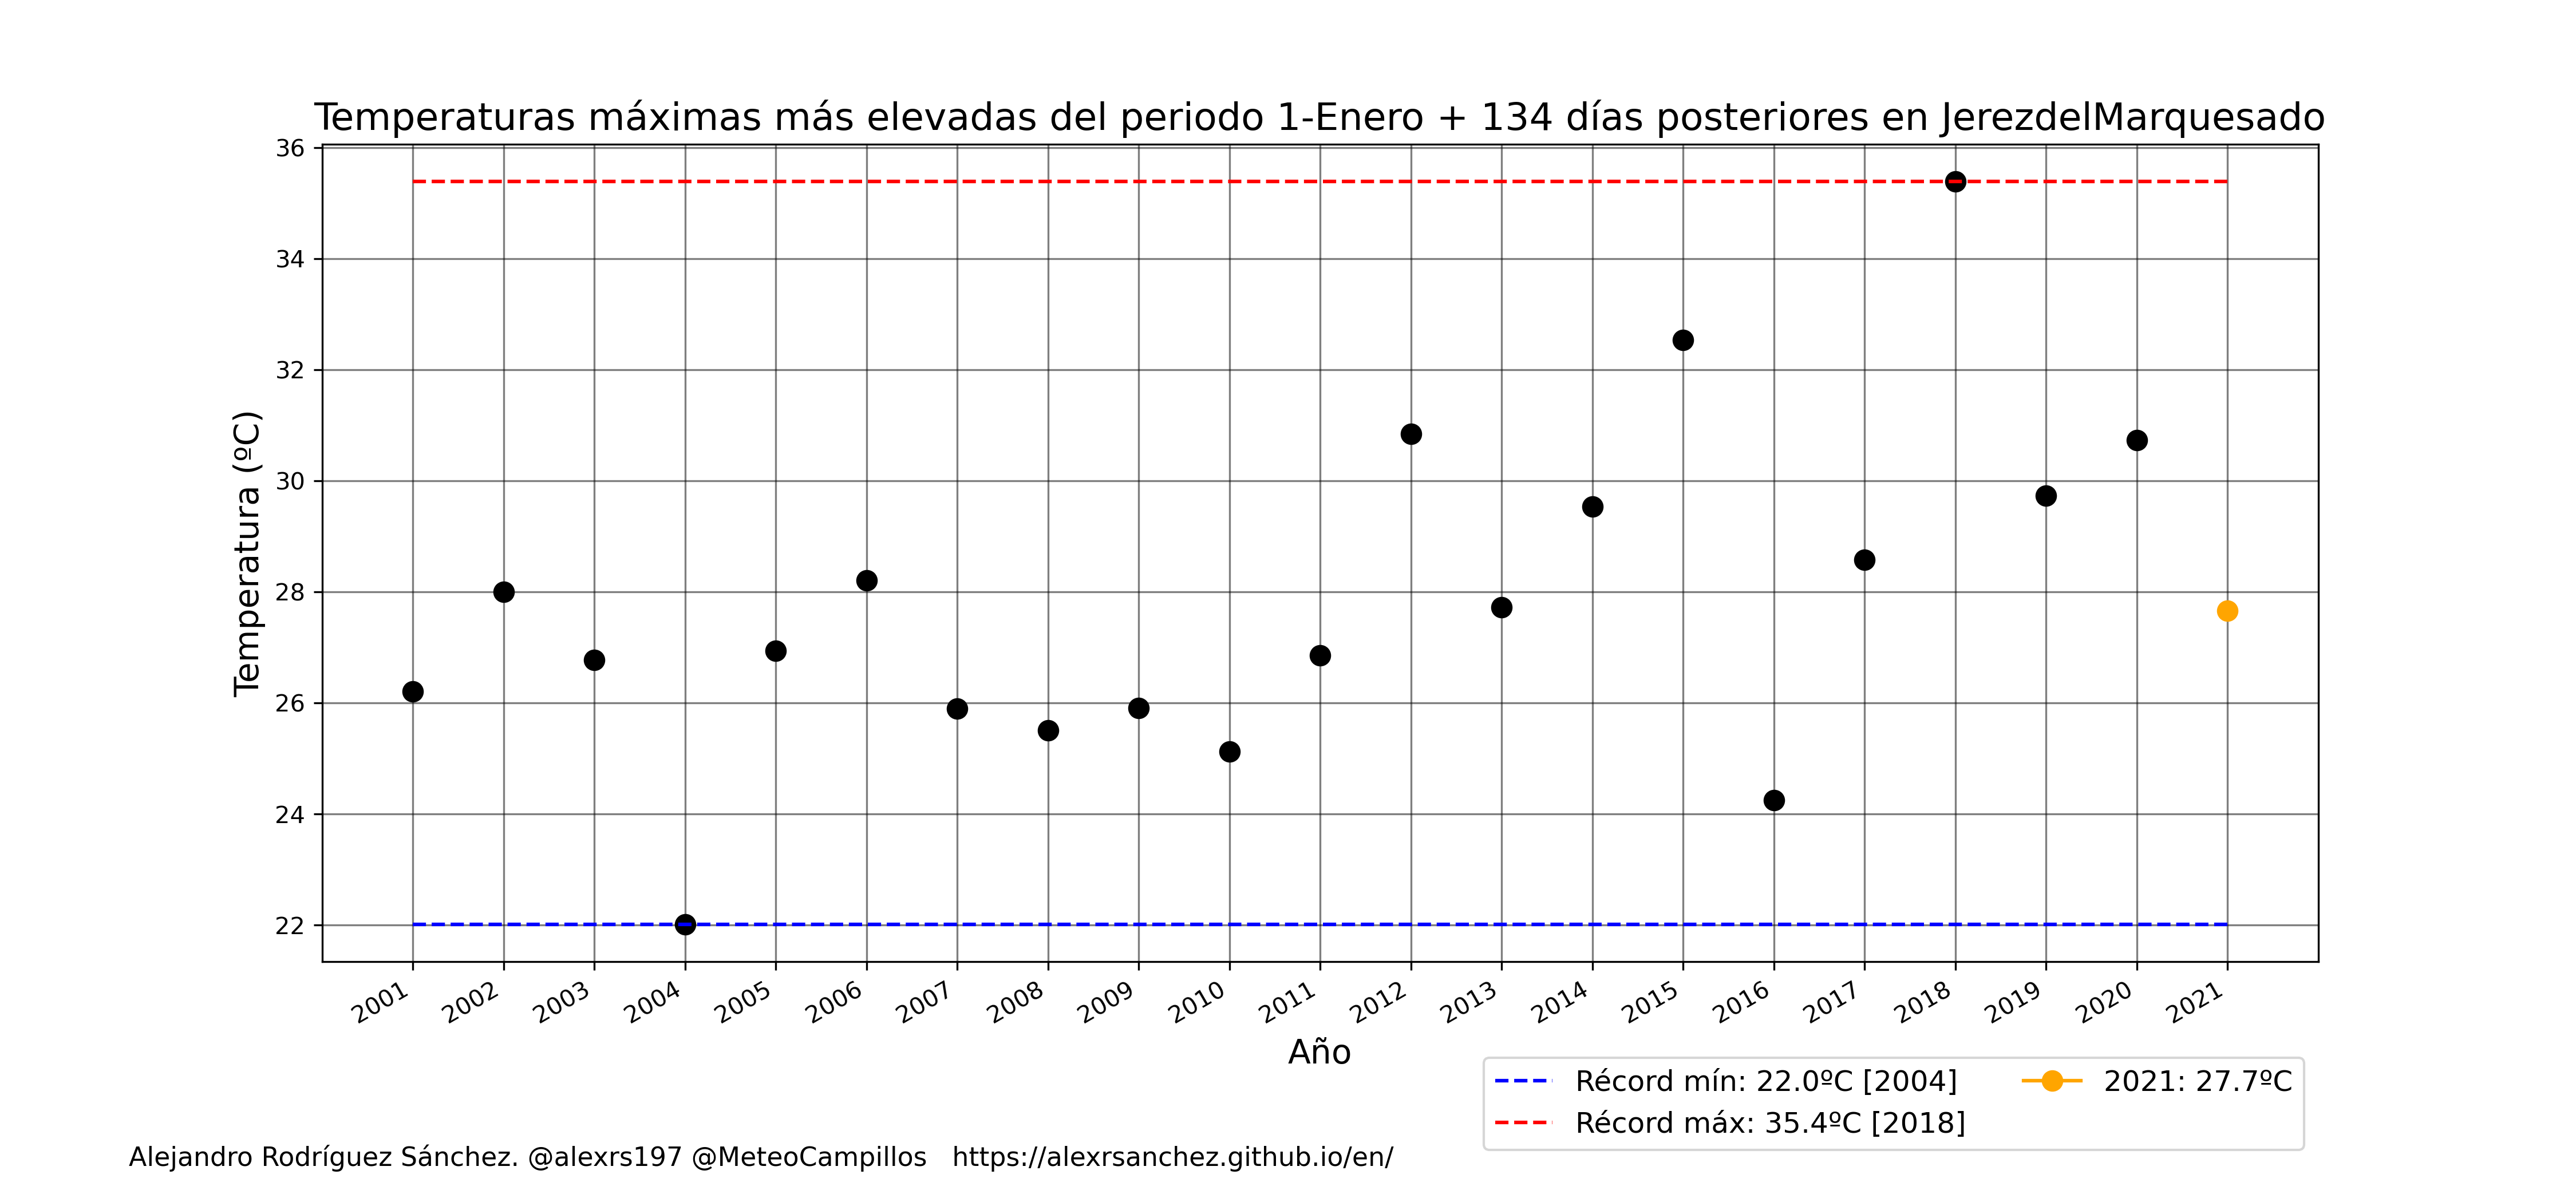 Temperaturas máximas más elevadas del periodo 1-Enero + 134 días posteriores en JerezdelMarquesado
Temperatura (ºC)
36
34
32
30
28
26
24
22
2001 2002 2003 2004 2005 2006 2007 2008 2009 2010 2011 2012 2013 2014 2015 2016 2017 2018 2019 2020 2021
Año
Récord mín: 22.0ºC [2004]
Récord máx: 35.4ºC [2018]
2021: 27.7ºC
Alejandro Rodríguez Sánchez. @alexrs197 @MeteoCampillos https://alexrsanchez.github.io/en/